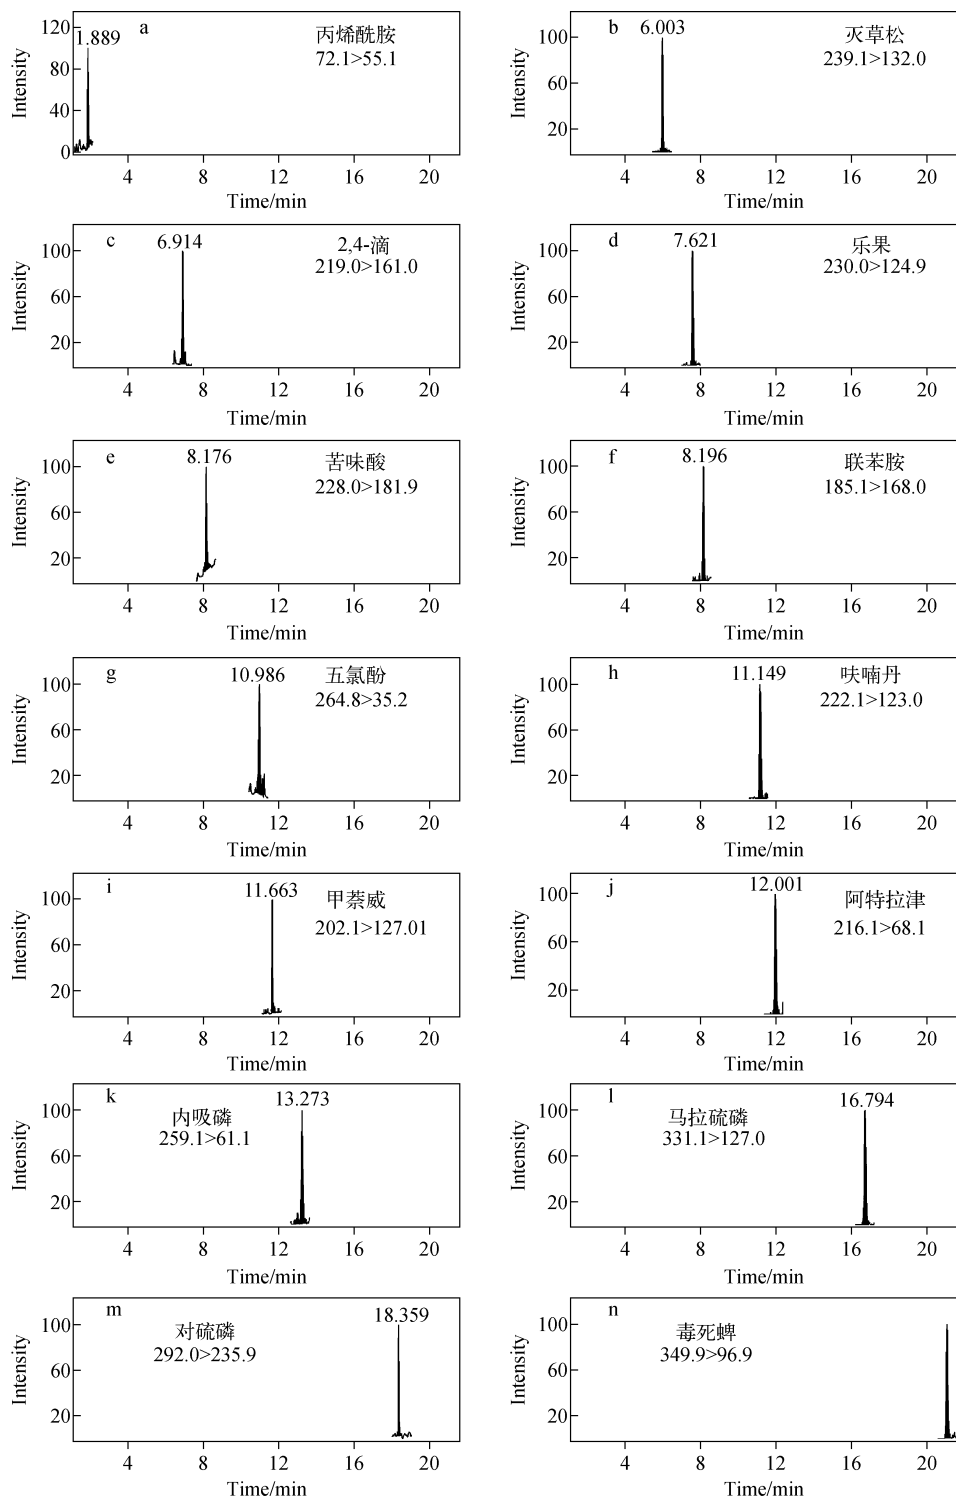 a
1.889
丙烯酰胺
72.1>55.1
Intensity
120
80
40
0
4 8 12 16 20
Time/min
b
6.003
灭草松
239.1>132.0
Intensity
100
60
20
4 8 12 16 20
Time/min
c
6.914
2,4-滴
219.0>161.0
Intensity
100
60
20
4 8 12 16 20
Time/min
d
7.621
乐果
230.0>124.9
Intensity
100
60
20
4 8 12 16 20
Time/min
e
8.176
苦味酸
228.0>181.9
Intensity
100
60
20
4 8 12 16 20
Time/min
f
8.196
联苯胺
185.1>168.0
Intensity
100
60
20
4 8 12 16 20
Time/min
g
10.986
五氯酚
264.8>35.2
Intensity
100
60
20
4 8 12 16 20
Time/min
h
11.149
呋喃丹
222.1>123.0
Intensity
100
60
20
4 8 12 16 20
Time/min
i
11.663
甲萘威
202.1>127.01
Intensity
100
60
20
4 8 12 16 20
Time/min
j
12.001
阿特拉津
216.1>68.1
Intensity
100
60
20
4 8 12 16 20
Time/min
k
13.273
内吸磷
259.1>61.1
Intensity
100
60
20
4 8 12 16 20
Time/min
l
16.794
马拉硫磷
331.1>127.0
Intensity
100
60
20
4 8 12 16 20
Time/min
m
18.359
对硫磷
292.0>235.9
Intensity
100
60
20
4 8 12 16 20
Time/min
n
毒死蜱
349.9>96.9
Intensity
100
60
20
4 8 12 16 20
Time/min